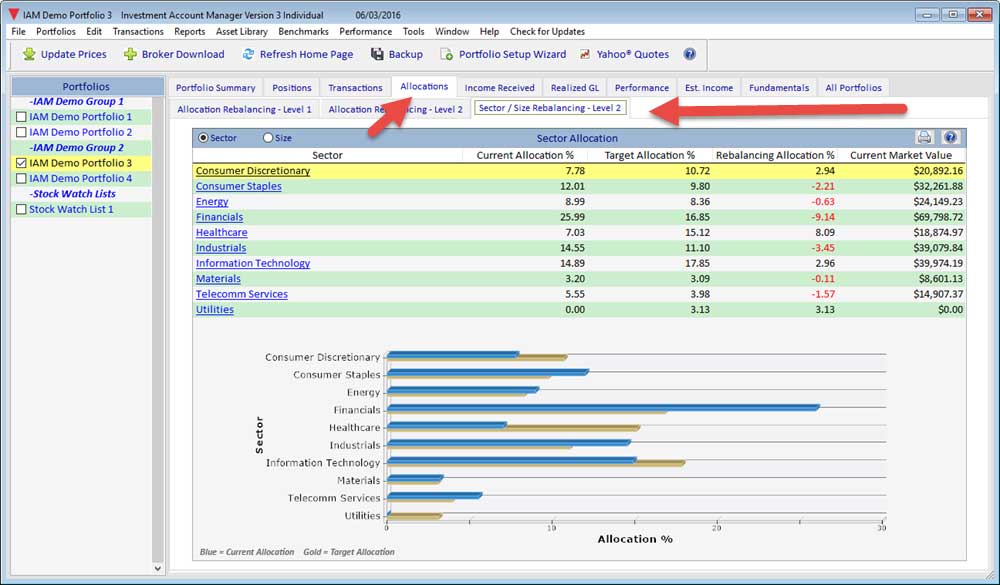 IAM Demo Portfolio 3 Investment Account Manager Version 3 Individual 06/03/2016
File Portfolios Edit Transactions Reports Asset Library Benchmarks Performance Tools Window Help Check for Updates
Update Prices Broker Download Refresh Home Page Backup Portfolio Setup Wizard Yahoo® Quotes ?
Portfolios
-IAM Demo Group 1
IAM Demo Portfolio 1
IAM Demo Portfolio 2
-IAM Demo Group 2
IAM Demo Portfolio 3
IAM Demo Portfolio 4
-Stock Watch Lists
Stock Watch List 1
Portfolio Summary Positions Transactions Allocations Income Received Realized GL Performance Est. Income Fundamentals All Portfolios
Allocation Rebalancing - Level 1 Allocation Re ncing - Level 2 Sector / Size Rebalancing - Level 2
Sector Size Sector Allocation ?
Sector Current Allocation % Target Allocation % Rebalancing Allocation % Current Market Value
Consumer Discretionary 7.78 10.72 2.94 $20,892.16
Consumer Staples 12.01 9.80 -2.21 $32,261.88
Energy 8.99 8.36 -0.63 $24,149.23
Financials 25.99 16.85 -9.14 $69,798.72
Healthcare 7.03 15.12 8.09 $18,874.97
Industrials 14.55 11.10 -3.45 $39,079.84
Information Technology 14.89 17.85 2.96 $39,974.19
Materials 3.20 3.09 -0.11 $8,601.13
Telecomm Services 5.55 3.98 -1.57 $14,907.37
Utilities 0.00 3.13 3.13 $0.00
Sector
Consumer Discretionary
Consumer Staples
Energy
Financials
Healthcare
Industrials
Information Technology
Materials
Telecomm Services
Utilities
0 10 20 30
Allocation %
Blue = Current Allocation Gold = Target Allocation